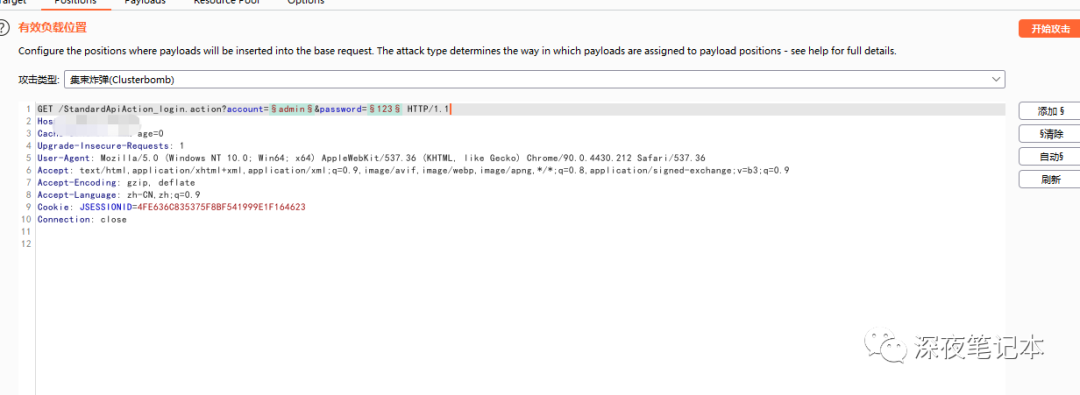 Target Positions Payloads Resource Pool Options
有效负载位置
开始攻击
Configure the positions where payloads will be inserted into the base request. The attack type determines the way in which payloads are assigned to payload positions - see help for full details.
攻击类型: 集束炸弹(Clusterbomb)
1 GET /StandardApiAction_login.action?account=§admin§&password=§123§ HTTP/1.1
添加 §
2 Hos
3 Cac age=0
§清除
4 Upgrade-Insecure-Requests: 1
5 User-Agent: Mozilla/5.0 (Windows NT 10.0; Win64; x64) AppleWebKit/537.36 (KHTML, like Gecko) Chrome/90.0.4430.212 Safari/537.36
自动§
6 Accept: text/html,application/xhtml+xml,application/xml;q=0.9,image/avif,image/webp,image/apng,*/*;q=0.8,application/signed-exchange;v=b3;q=0.9
7 Accept-Encoding: gzip, deflate
刷新
8 Accept-Language: zh-CN,zh;q=0.9
9 Cookie: JSESSIONID=4FE636C835375F8BF541999E1F164623
10 Connection: close
11
12
深夜笔记本